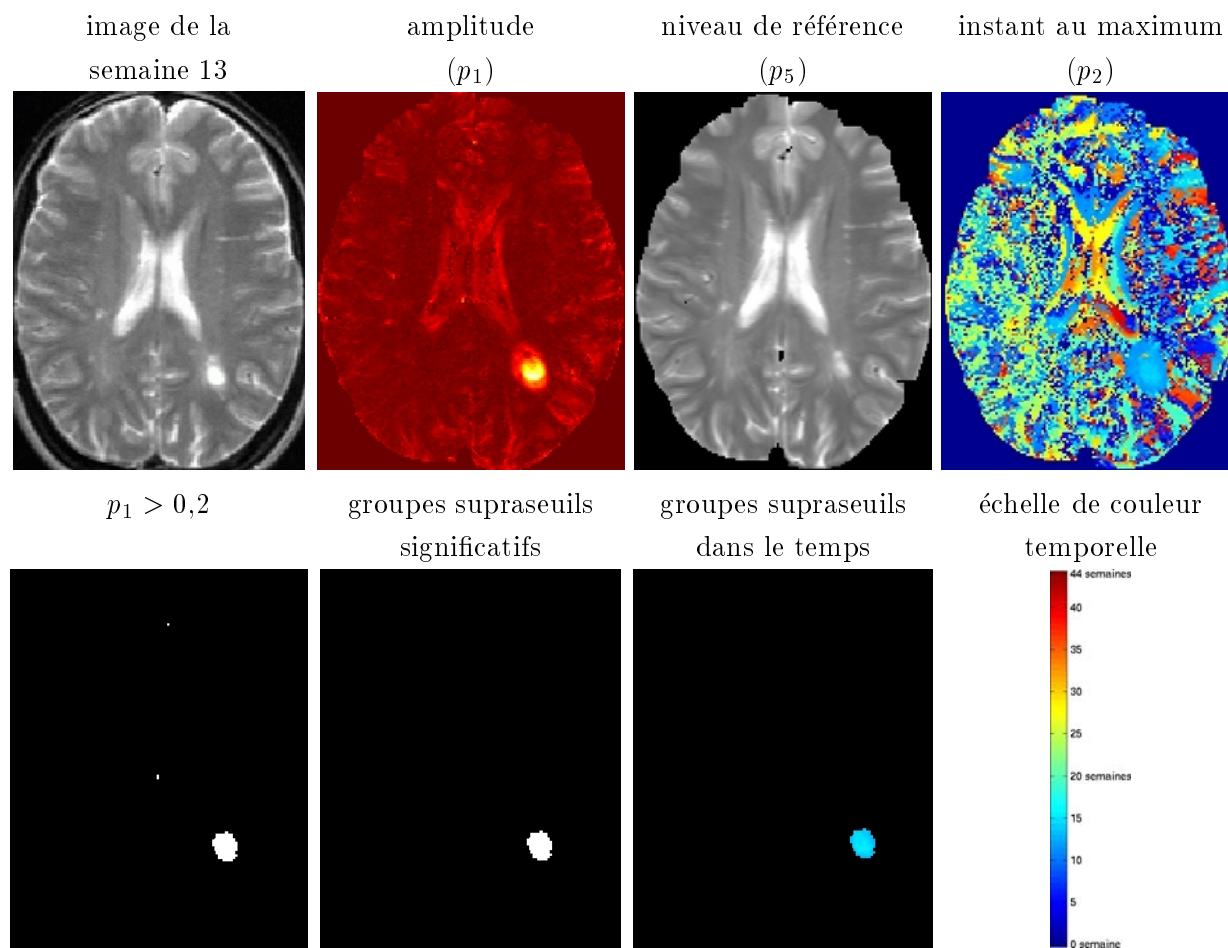 image de la
semaine 13
amplitude
(p₁)
niveau de référence
(p₅)
instant au maximum
(p₂)
p₁ > 0,2
groupes supraseuils
significatifs
groupes supraseuils
dans le temps
échelle de couleur
temporelle
44 semaines
40
35
30
25
20 semaines
15
10
5
0 semaine